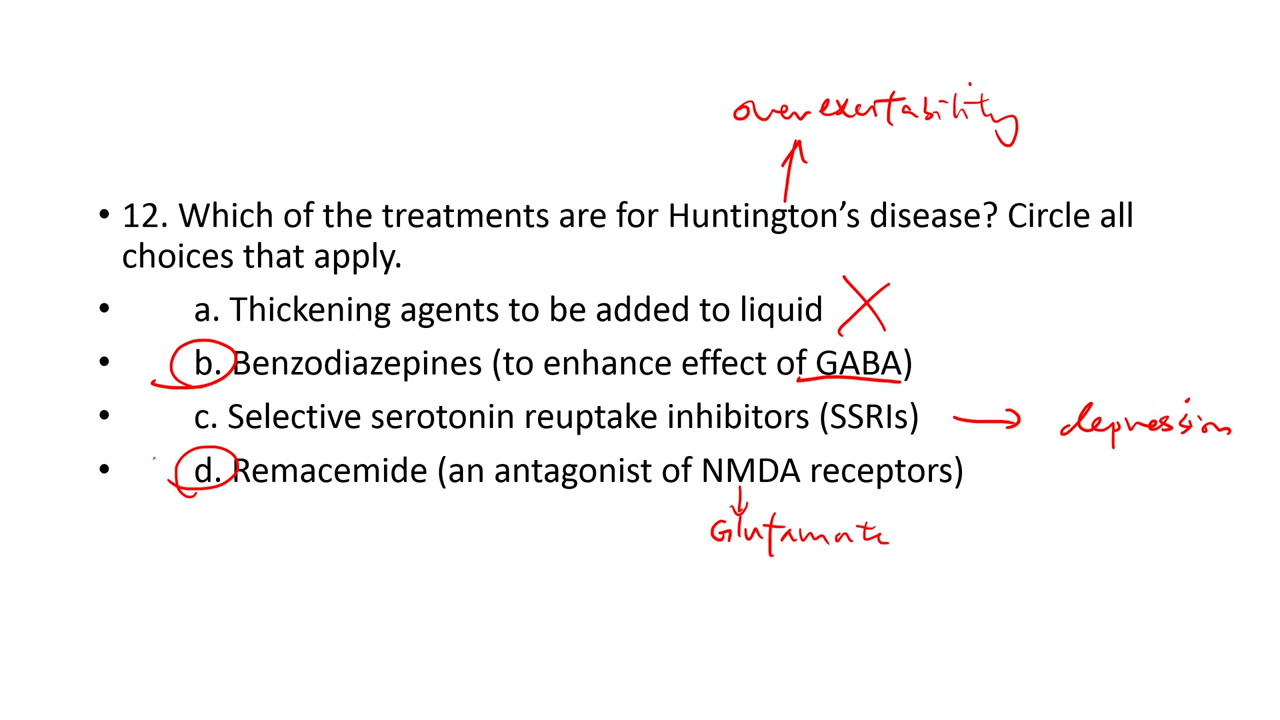 over exertability
• 12. Which of the treatments are for Huntington’s disease? Circle all
choices that apply.
• a. Thickening agents to be added to liquid
• b. Benzodiazepines (to enhance effect of GABA)
• c. Selective serotonin reuptake inhibitors (SSRIs) → depression
• d. Remacemide (an antagonist of NMDA receptors)
Glutamate